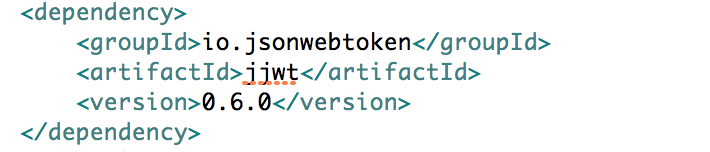 <dependency>
    <groupId>io.jsonwebtoken</groupId>
    <artifactId>jjwt</artifactId>
    <version>0.6.0</version>
</dependency>